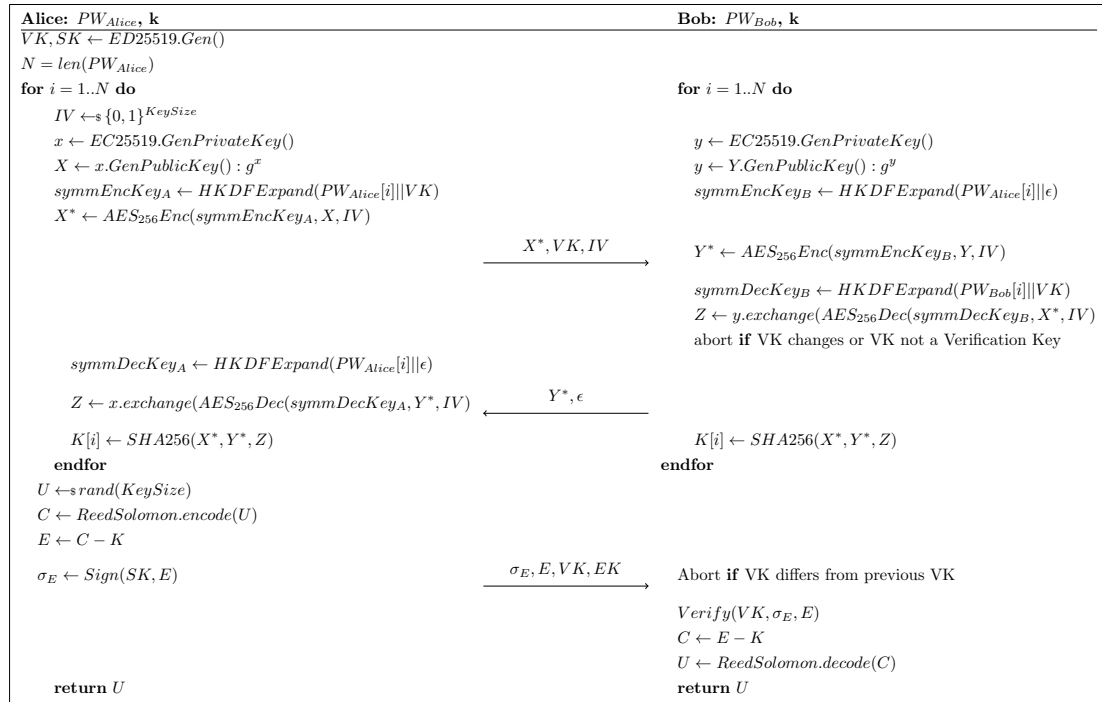 Alice: PW_Alice, k Bob: PW_Bob, k
VK, SK ← ED25519.Gen()
N = len(PW_Alice)
for i = 1..N do for i = 1..N do
IV ←$ {0, 1}^KeySize
x ← EC25519.GenPrivateKey() y ← EC25519.GenPrivateKey()
X ← x.GenPublicKey() : g^x y ← Y.GenPublicKey() : g^y
symmEncKey_A ← HKDFExpand(PW_Alice[i]||VK) symmEncKey_B ← HKDFExpand(PW_Alice[i]||ϵ)
X* ← AES_256Enc(symmEncKey_A, X, IV)
X*, VK, IV Y* ← AES_256Enc(symmEncKey_B, Y, IV)
symmDecKey_B ← HKDFExpand(PW_Bob[i]||VK)
Z ← y.exchange(AES_256Dec(symmDecKey_B, X*, IV)
abort if VK changes or VK not a Verification Key
symmDecKey_A ← HKDFExpand(PW_Alice[i]||ϵ)
Z ← x.exchange(AES_256Dec(symmDecKey_A, Y*, IV) Y*, ϵ
K[i] ← SHA256(X*, Y*, Z) K[i] ← SHA256(X*, Y*, Z)
endfor endfor
U ←$ rand(KeySize)
C ← ReedSolomon.encode(U)
E ← C − K
σ_E ← Sign(SK, E) σ_E, E, VK, EK Abort if VK differs from previous VK
Verify(VK, σ_E, E)
C ← E − K
U ← ReedSolomon.decode(C)
return U return U